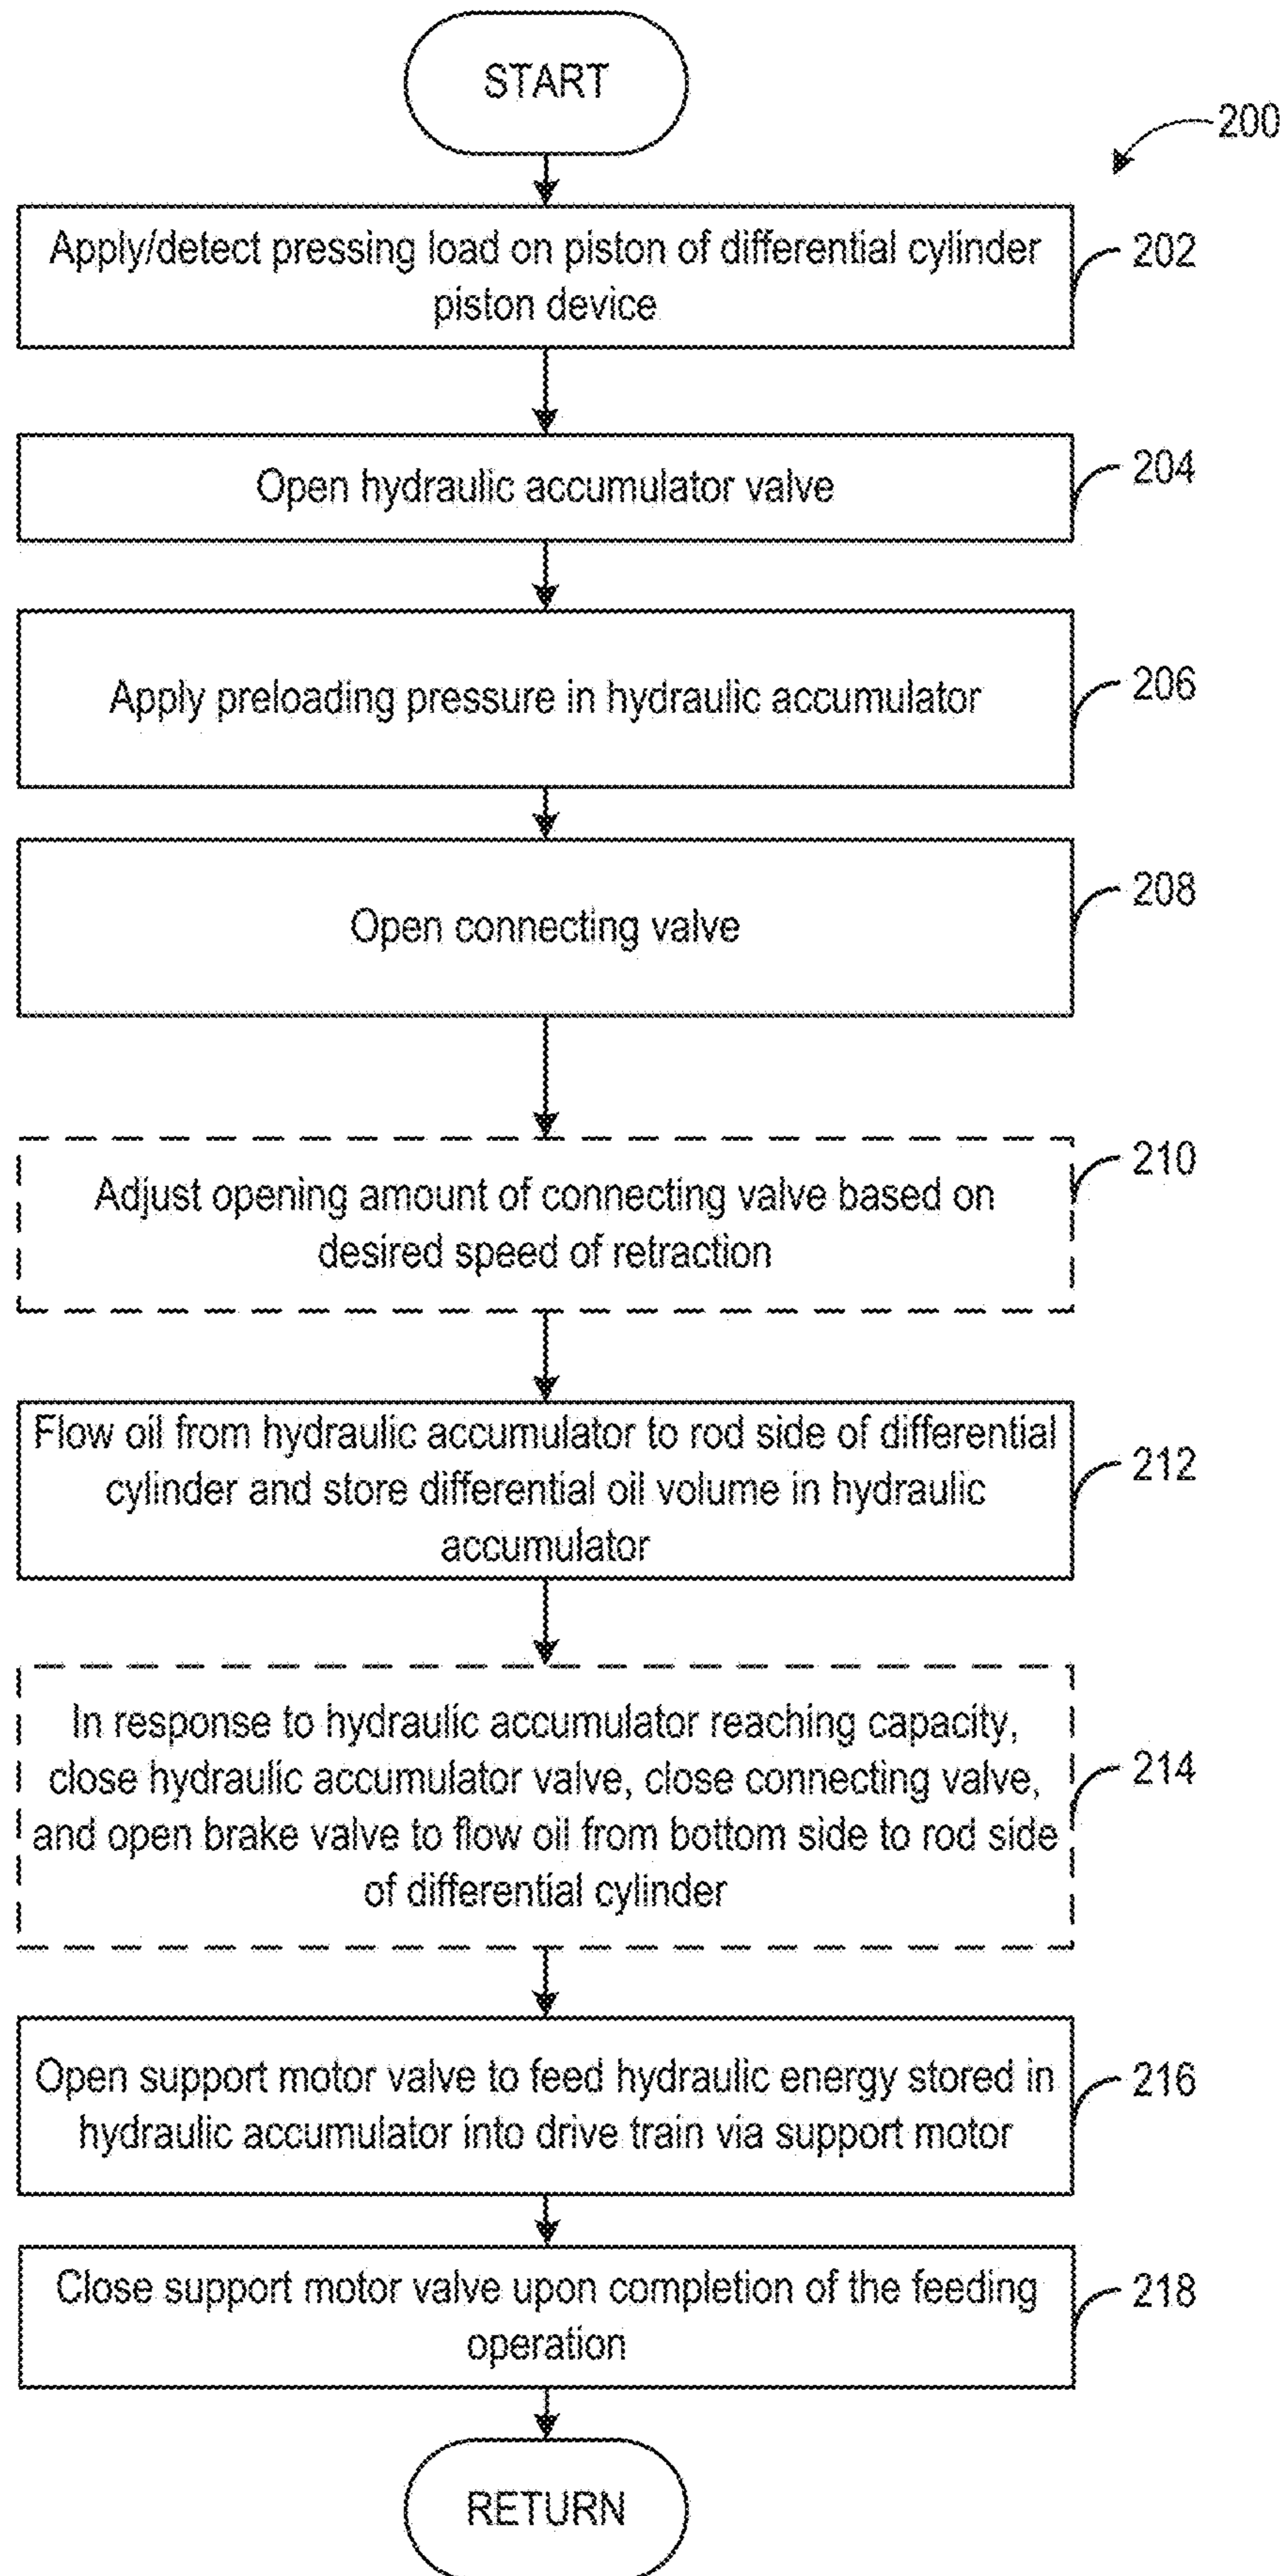 START
200
Apply/detect pressing load on piston of differential cylinder
piston device
202
Open hydraulic accumulator valve
204
Apply preloading pressure in hydraulic accumulator
206
Open connecting valve
208
Adjust opening amount of connecting valve based on
desired speed of retraction
210
Flow oil from hydraulic accumulator to rod side of differential
cylinder and store differential oil volume in hydraulic
accumulator
212
In response to hydraulic accumulator reaching capacity,
close hydraulic accumulator valve, close connecting valve,
and open brake valve to flow oil from bottom side to rod side
of differential cylinder
214
Open support motor valve to feed hydraulic energy stored in
hydraulic accumulator into drive train via support motor
216
Close support motor valve upon completion of the feeding
operation
218
RETURN